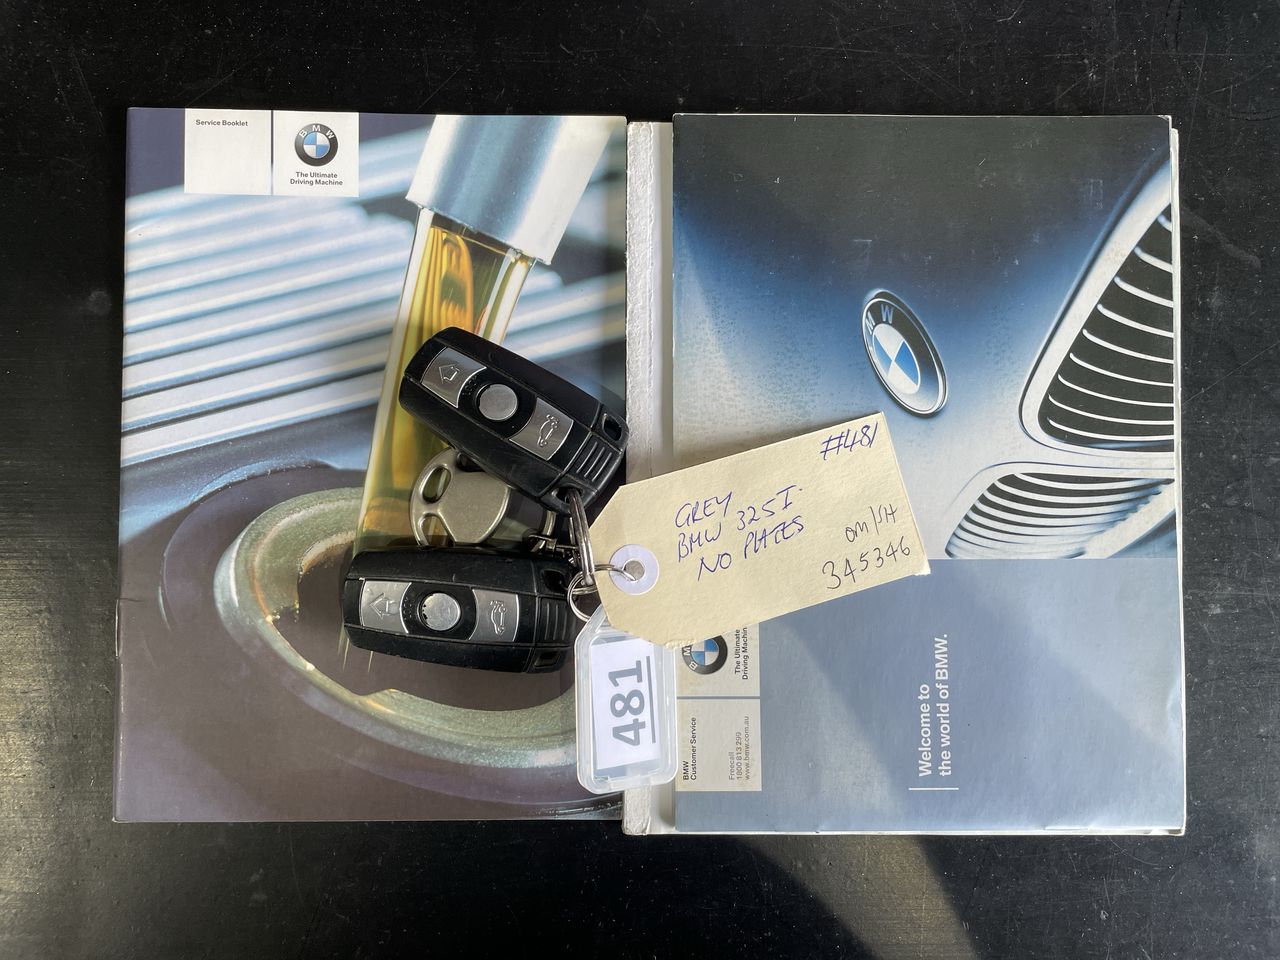 Service Booklet
BMW
The Ultimate
Driving Machine
BMW
#481
GREY
BMW 325I.
NO PLATES
OM/SH
345346
481
BMW
The Ultimate
Driving Machine
BMW
Customer Service
Freecall
1800 813 299
www.bmw.com.au
Welcome to
the world of BMW.